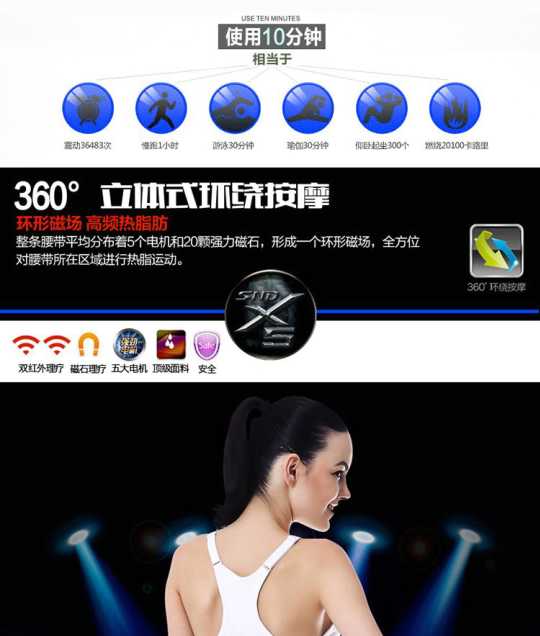 USE TEN MINUTES
使用10分钟
相当于
震动36483次 慢跑1小时 游泳30分钟 瑜伽30分钟 仰卧起坐300个 燃烧20100卡路里
360° 立体式环绕按摩
环形磁场 高频热脂肪
整条腰带平均分布着5个电机和20颗强力磁石，形成一个环形磁场，全方位
对腰带所在区域进行热脂运动。
360°环绕按摩
SND
X5
Safe
双红外理疗 磁石理疗 五大电机 顶级面料 安全